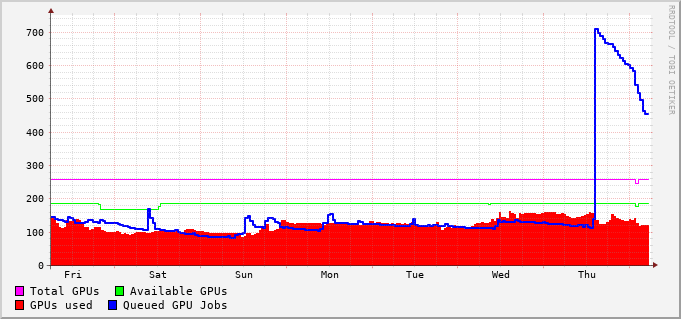 700
600
500
400
300
200
100
0
Fri Sat Sun Mon Tue Wed Thu
Total GPUs Available GPUs
GPUs used Queued GPU Jobs
RRDTOOL / TOBI OETIKER